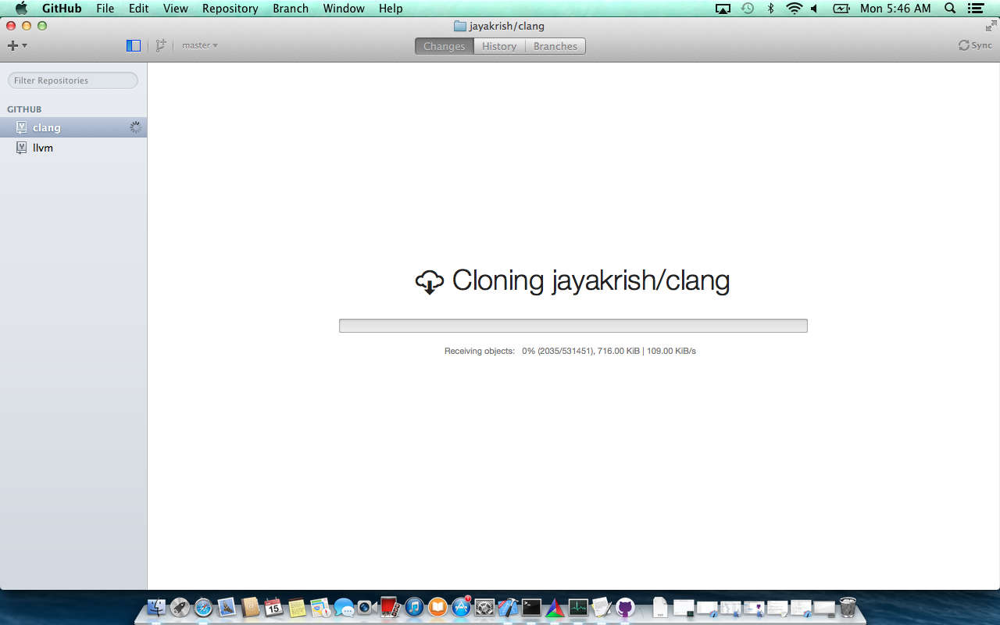 GitHub File Edit View Repository Branch Window Help Mon 5:46 AM
jayakrish/clang
master Changes History Branches Sync
Filter Repositories
GITHUB
clang
llvm
Cloning jayakrish/clang
Receiving objects: 0% (2035/531451), 716.00 KiB | 109.00 KiB/s
15